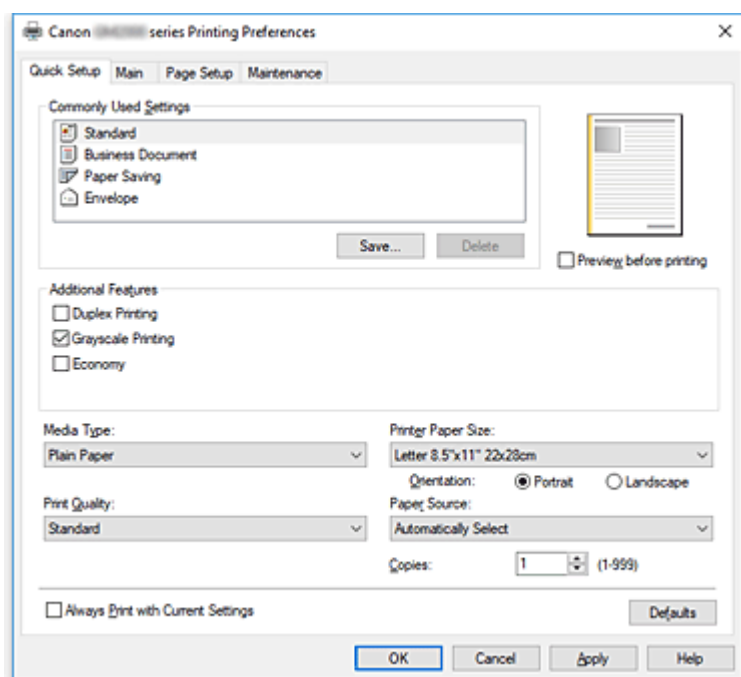 Canon series Printing Preferences
Quick Setup Main Page Setup Maintenance
Commonly Used Settings
Standard
Business Document
Paper Saving
Envelope
Save... Delete
Preview before printing
Additional Features
Duplex Printing
Grayscale Printing
Economy
Media Type: Printer Paper Size:
Plain Paper Letter 8.5"x11" 22x28cm
Orientation: Portrait Landscape
Print Quality: Paper Source:
Standard Automatically Select
Copies: 1 (1-999)
Always Print with Current Settings Defaults
OK Cancel Apply Help